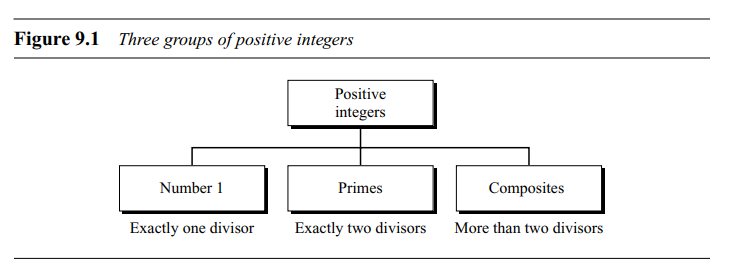 Figure 9.1 Three groups of positive integers
Positive
integers
Number 1
Primes
Composites
Exactly one divisor
Exactly two divisors
More than two divisors